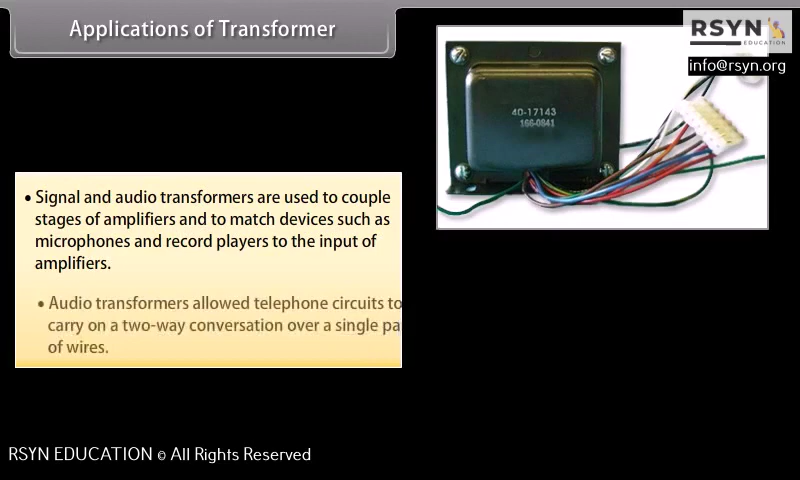 Applications of Transformer
RSYN
EDUCATION
info@rsyn.org
40-17143
166-0841
• Signal and audio transformers are used to couple
stages of amplifiers and to match devices such as
microphones and record players to the input of
amplifiers.
• Audio transformers allowed telephone circuits to
carry on a two-way conversation over a single pa
of wires.
RSYN EDUCATION © All Rights Reserved